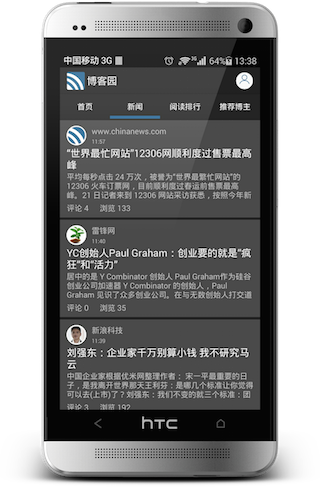 中国移动 3G 3G 64% 13:38
博客园
首页 新闻 阅读排行 推荐博主
www.chinanews.com
11:57
“世界最忙网站”12306网顺利度过售票最高
峰
平均每秒点击 24 万次，被誉为“世界最忙网站”的
12306 火车订票网，目前顺利度过春运前售票最高
峰。21 日记者来到 12306 网站采访获悉，按照今年新
评论 4 浏览 133
雷锋网
11:40
YC创始人Paul Graham：创业要的就是“疯
狂”和“活力”
居中的是 Y Combinator 创始人 Paul Graham作为硅谷
创业公司加速器 Y Combinator 的创始人，Paul
Graham 见识了众多创业公司。在与无数创始人打交道
评论 0 浏览 35
新浪科技
11:39
刘强东：企业家千万别算小钱 我不研究马
云
中国企业家根据优米网整理作者： 宋一平最重要的日
子，是我离开世界那天王利芬：是哪几个标准让你觉得
可以去(上市)了？ 刘强东：我们不变的就三个标准：团
评论 3 浏览 192
hTC